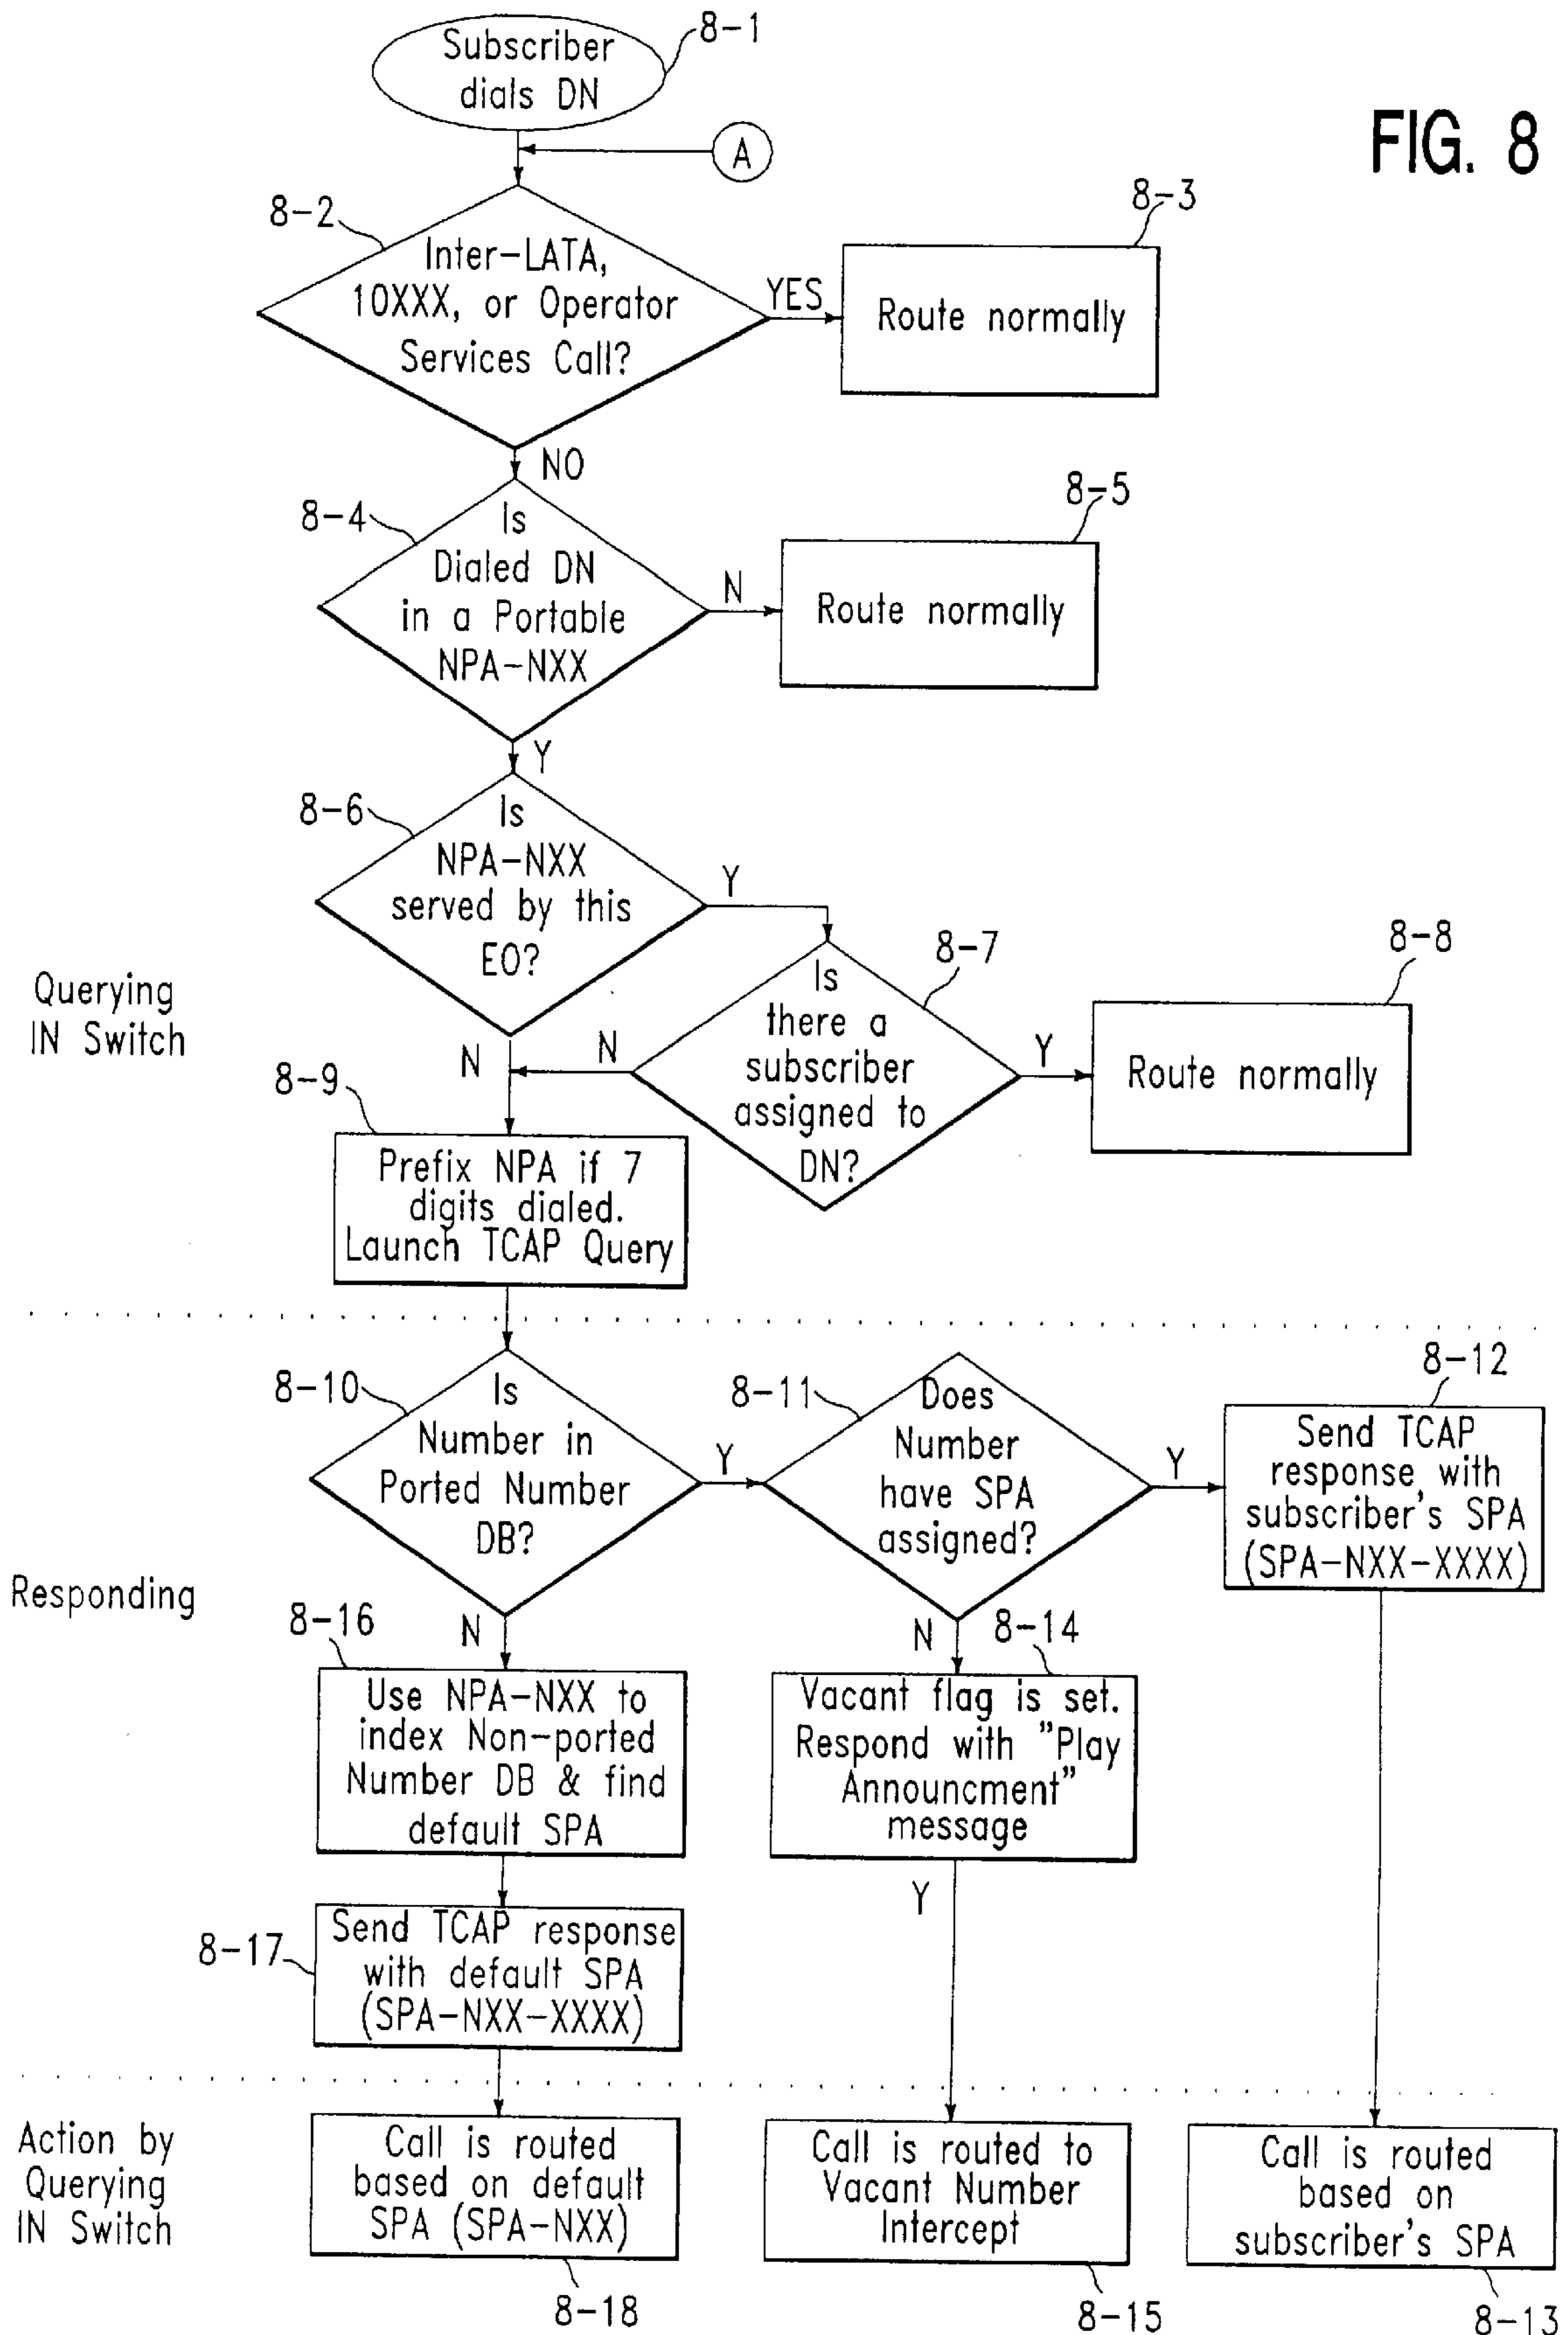 FIG. 8
8-1
Subscriber
dials DN
A
8-2
Inter-LATA,
10XXX, or Operator
Services Call?
YES
8-3
Route normally
NO
8-4
Is
Dialed DN
in a Portable
NPA-NXX
N
8-5
Route normally
Y
8-6
Is
NPA-NXX
served by this
EO?
Y
8-7
Is
there a
subscriber
assigned to
DN?
Y
8-8
Route normally
N
N
Querying
IN Switch
8-9
Prefix NPA if 7
digits dialed.
Launch TCAP Query
8-10
Is
Number in
Ported Number
DB?
Y
8-11
Does
Number
have SPA
assigned?
Y
8-12
Send TCAP
response with
subscriber's SPA
(SPA-NXX-XXXX)
Responding
N
8-16
Use NPA-NXX to
index Non-ported
Number DB & find
default SPA
N
8-14
Vacant flag is set.
Respond with "Play
Announcment"
message
Y
8-17
Send TCAP response
with default SPA
(SPA-NXX-XXXX)
Action by
Querying
IN Switch
Call is routed
based on default
SPA (SPA-NXX)
8-18
Call is routed to
Vacant Number
Intercept
8-15
Call is routed
based on
subscriber's SPA
8-13